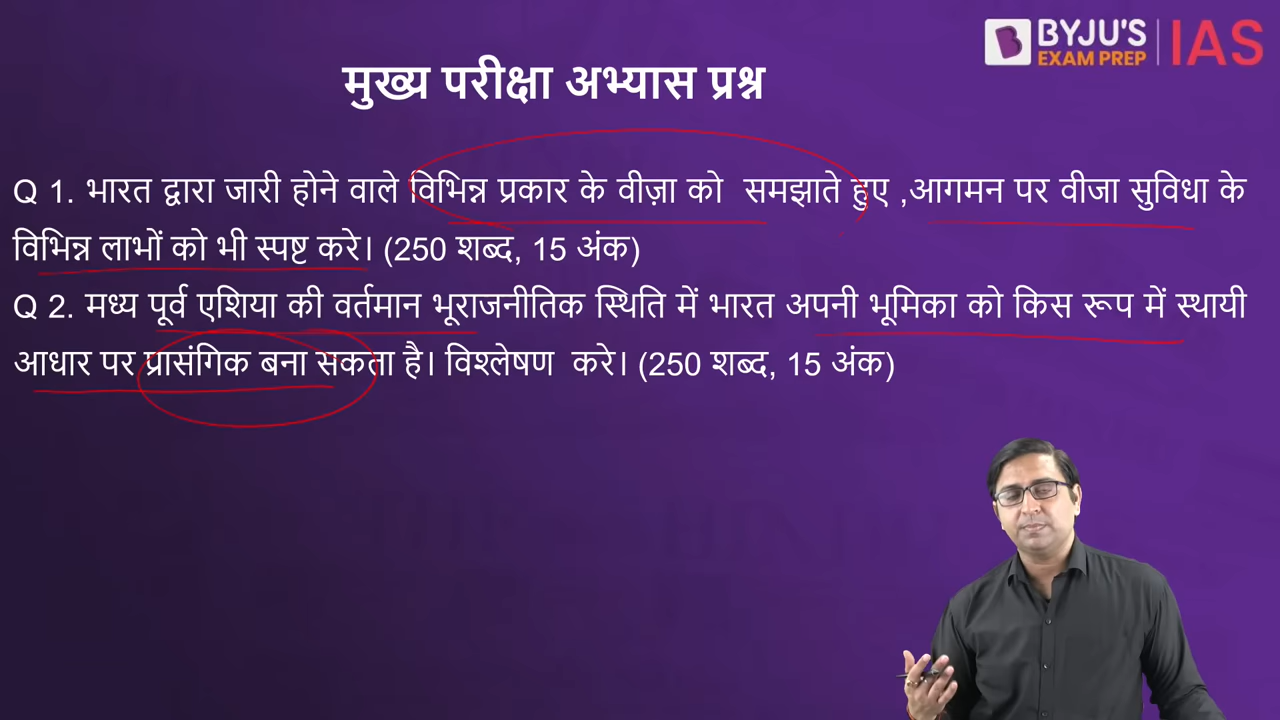 BYJU'S
EXAM PREP
IAS
मुख्य परीक्षा अभ्यास प्रश्न
Q 1. भारत द्वारा जारी होने वाले विभिन्न प्रकार के वीज़ा को समझाते हुए ,आगमन पर वीजा सुविधा के
विभिन्न लाभों को भी स्पष्ट करे। (250 शब्द, 15 अंक)
Q 2. मध्य पूर्व एशिया की वर्तमान भूराजनीतिक स्थिति में भारत अपनी भूमिका को किस रूप में स्थायी
आधार पर प्रासंगिक बना सकता है। विश्लेषण करे। (250 शब्द, 15 अंक)